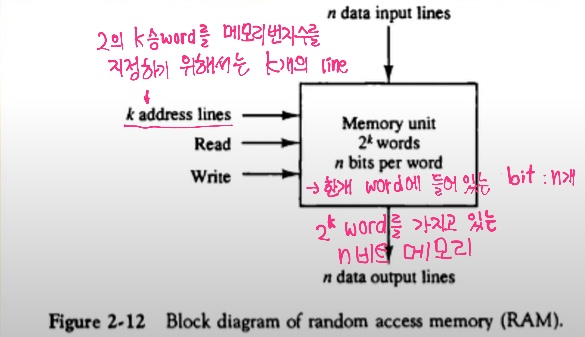 n data input lines
2의 k승word를 메모리번지수를
지정하기 위해서는 k개의 line
k address lines
Read
Write
Memory unit
2ᵏ words
n bits per word
→ 한개 word에 들어 있는 bit : n개
2ᵏ word를 가지고 있는
n비트 메모리
n data output lines
Figure 2-12 Block diagram of random access memory (RAM).